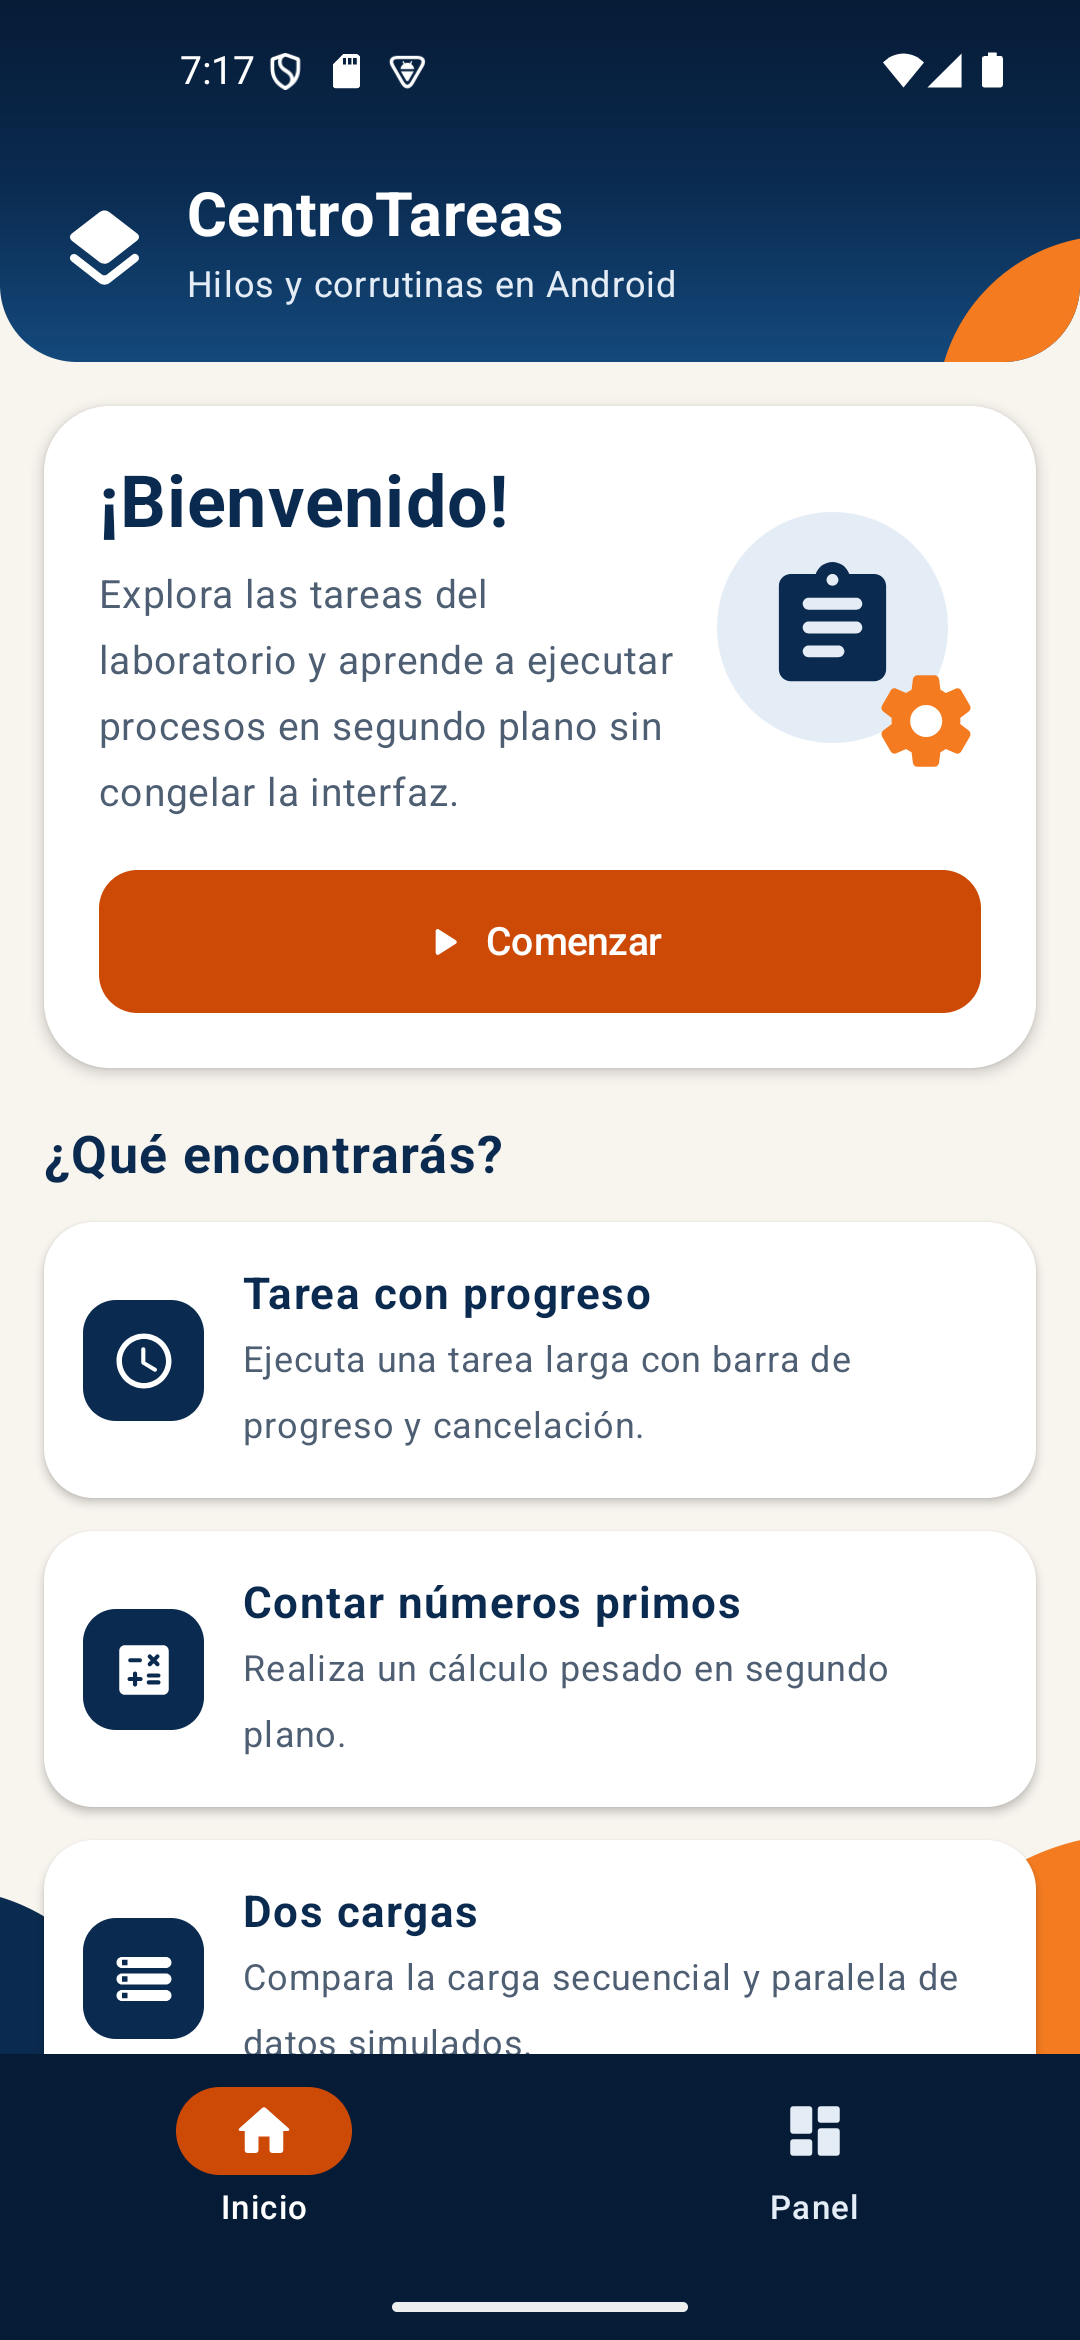 7:17
CentroTareas
Hilos y corrutinas en Android
¡Bienvenido!
Explora las tareas del
laboratorio y aprende a ejecutar
procesos en segundo plano sin
congelar la interfaz.
Comenzar
¿Qué encontrarás?
Tarea con progreso
Ejecuta una tarea larga con barra de
progreso y cancelación.
Contar números primos
Realiza un cálculo pesado en segundo
plano.
Dos cargas
Compara la carga secuencial y paralela de
datos simulados.
Inicio
Panel